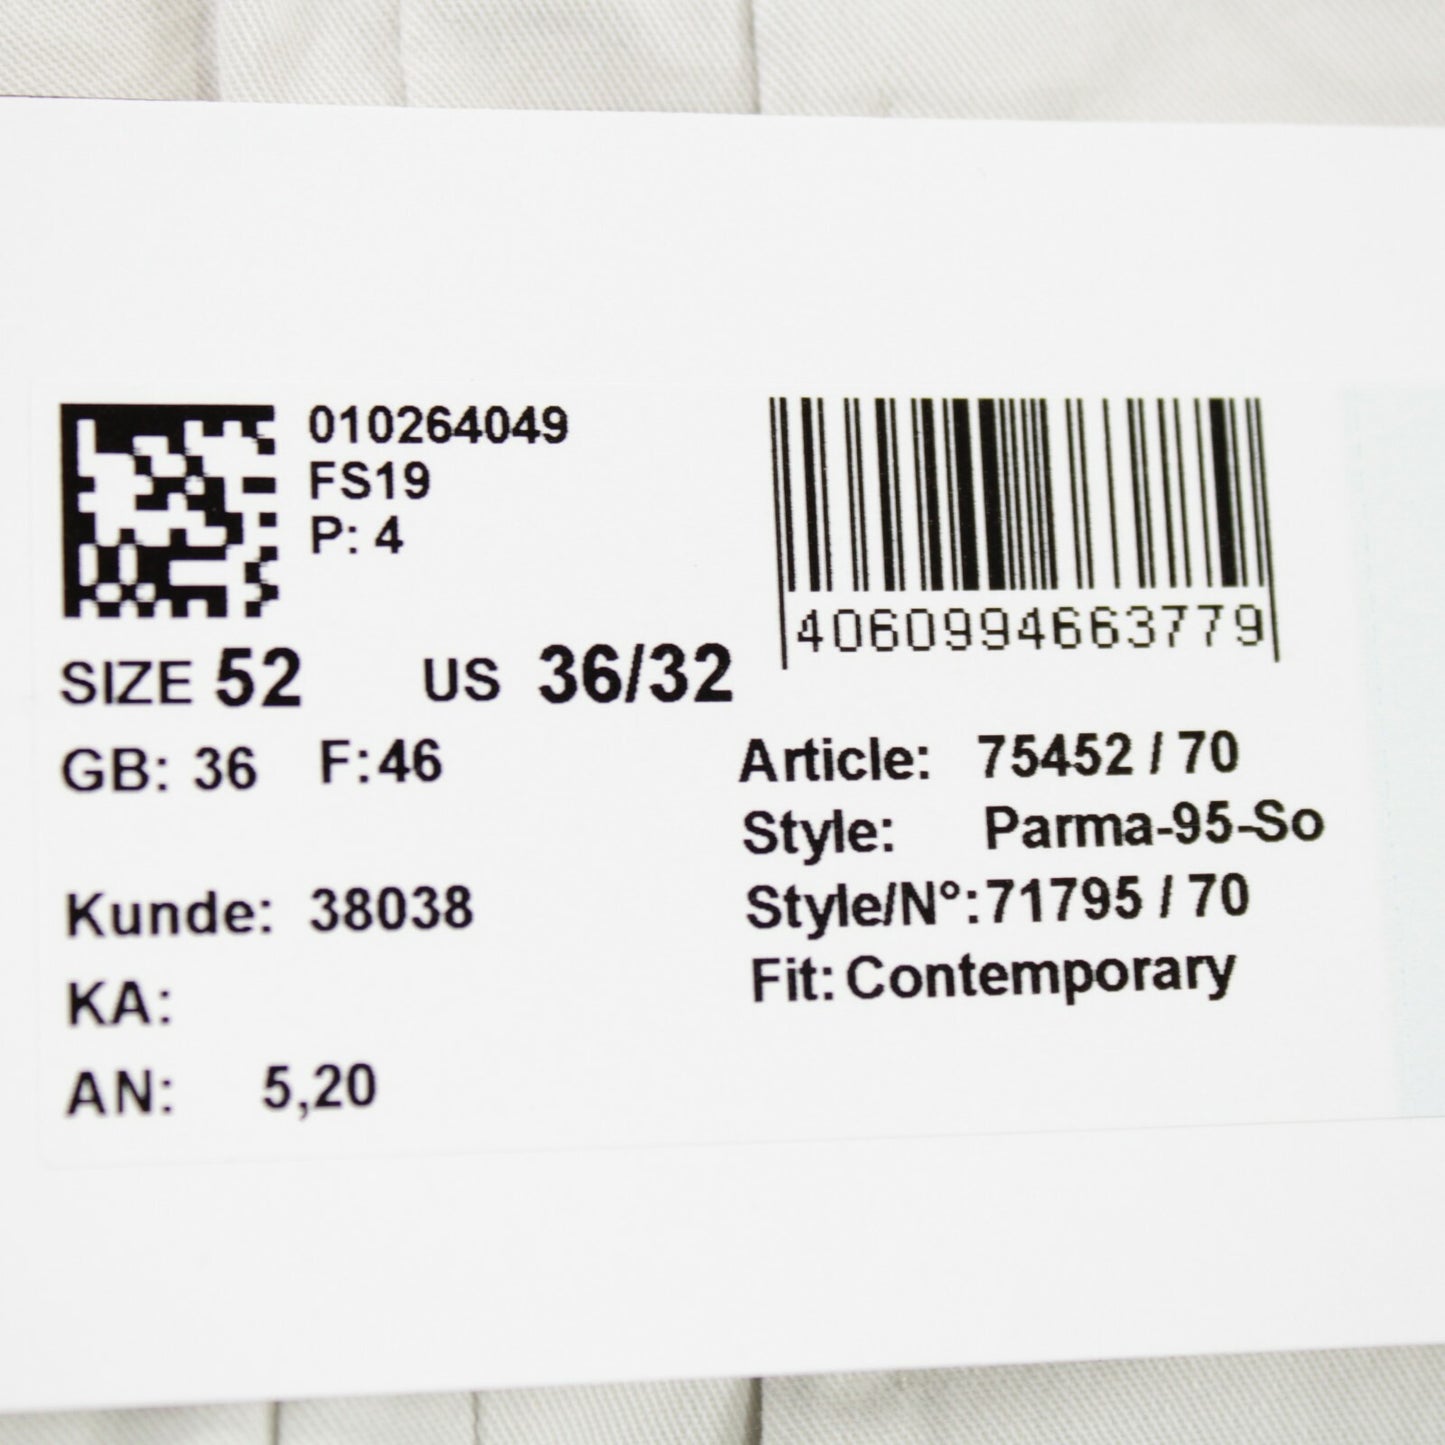 010264049
FS19
P: 4
4060994663779
SIZE 52 US 36/32
GB: 36 F:46
Article: 75452 / 70
Style: Parma-95-So
Kunde: 38038
Style/N°:71795 / 70
KA:
Fit: Contemporary
AN: 5,20